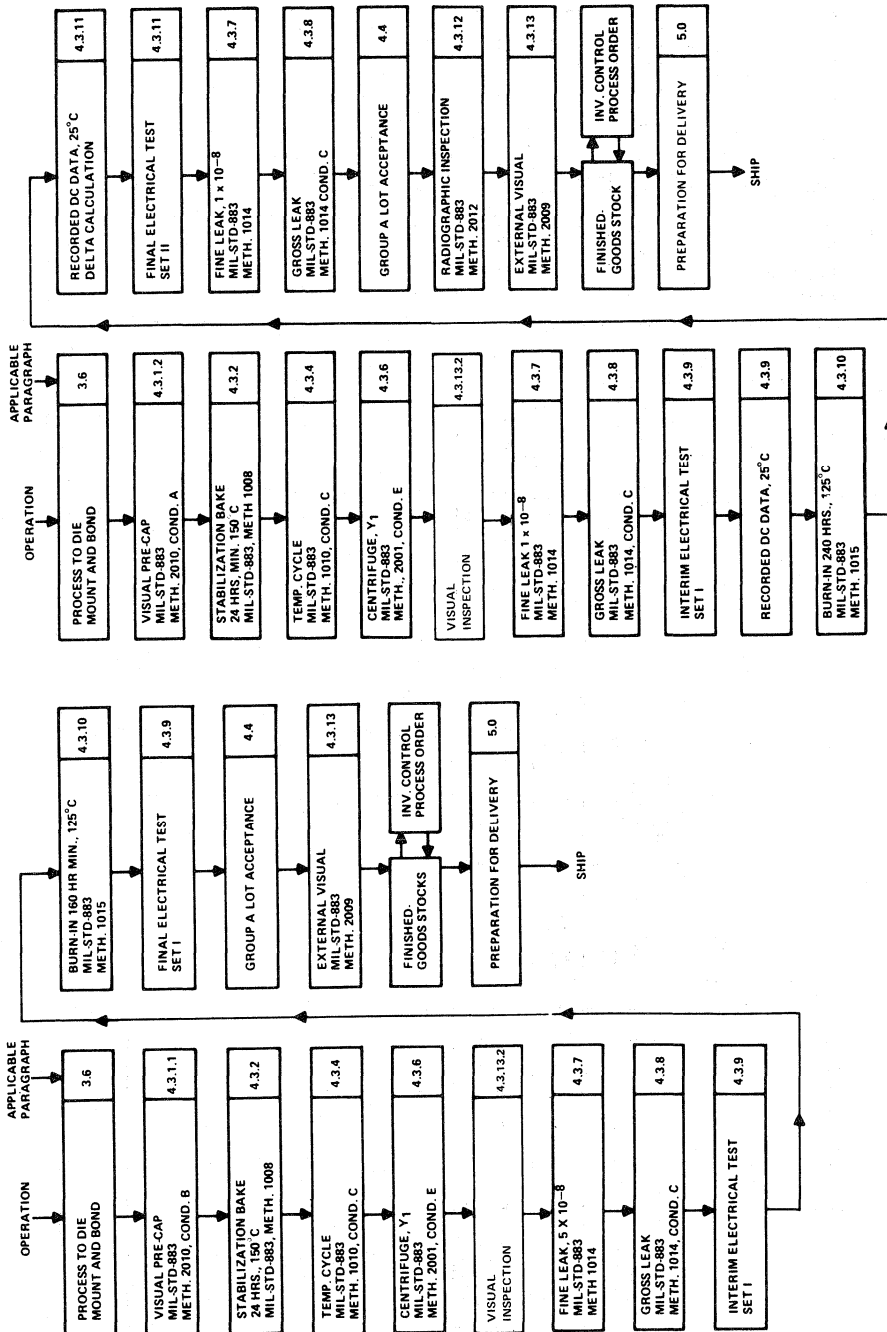 OPERATION
APPLICABLE
PARAGRAPH
PROCESS TO DIE
MOUNT AND BOND
3.6
VISUAL PRE-CAP
MIL-STD-883
METH. 2010, COND. B
4.3.1.1
STABILIZATION BAKE
24 HRS., 150°C
MIL-STD-883, METH. 1008
4.3.2
TEMP. CYCLE
MIL-STD-883
METH. 1010, COND. C
4.3.4
CENTRIFUGE, Y1
MIL-STD-883
METH. 2001, COND. E
4.3.6
VISUAL
INSPECTION
4.3.13.2
FINE LEAK, 5 X 10−8
MIL-STD-883
METH 1014
4.3.7
GROSS LEAK
MIL-STD-883
METH. 1014, COND. C
4.3.8
INTERIM ELECTRICAL TEST
SET I
4.3.9
BURN-IN 160 HR MIN., 125°C
MIL-STD-883
METH. 1015
4.3.10
FINAL ELECTRICAL TEST
SET I
4.3.9
GROUP A LOT ACCEPTANCE
4.4
EXTERNAL VISUAL
MIL-STD-883
METH. 2009
4.3.13
FINISHED-
GOODS STOCKS
INV. CONTROL
PROCESS ORDER
PREPARATION FOR DELIVERY
5.0
SHIP
OPERATION
APPLICABLE
PARAGRAPH
PROCESS TO DIE
MOUNT AND BOND
3.6
VISUAL PRE-CAP
MIL-STD-883
METH. 2010, COND. A
4.3.1.2
STABILIZATION BAKE
24 HRS, MIN. 150°C
MIL-STD-883, METH 1008
4.3.2
TEMP. CYCLE
MIL-STD-883
METH. 1010, COND. C
4.3.4
CENTRIFUGE, Y1
MIL-STD-883
METH., 2001, COND. E
4.3.6
VISUAL
INSPECTION
4.3.13.2
FINE LEAK 1 x 10−8
MIL-STD-883
METH. 1014
4.3.7
GROSS LEAK
MIL-STD-883
METH. 1014, COND. C
4.3.8
INTERIM ELECTRICAL TEST
SET I
4.3.9
RECORDED DC DATA, 25°C
4.3.9
BURN-IN 240 HRS., 125°C
MIL-STD-883
METH. 1015
4.3.10
RECORDED DC DATA, 25°C
DELTA CALCULATION
4.3.11
FINAL ELECTRICAL TEST
SET II
4.3.11
FINE LEAK, 1 x 10−8
MIL-STD-883
METH. 1014
4.3.7
GROSS LEAK
MIL-STD-883
METH. 1014 COND. C
4.3.8
GROUP A LOT ACCEPTANCE
4.4
RADIOGRAPHIC INSPECTION
MIL-STD-883
METH. 2012
4.3.12
EXTERNAL VISUAL
MIL-STD-883
METH. 2009
4.3.13
FINISHED-
GOODS STOCK
INV. CONTROL
PROCESS ORDER
PREPARATION FOR DELIVERY
5.0
SHIP